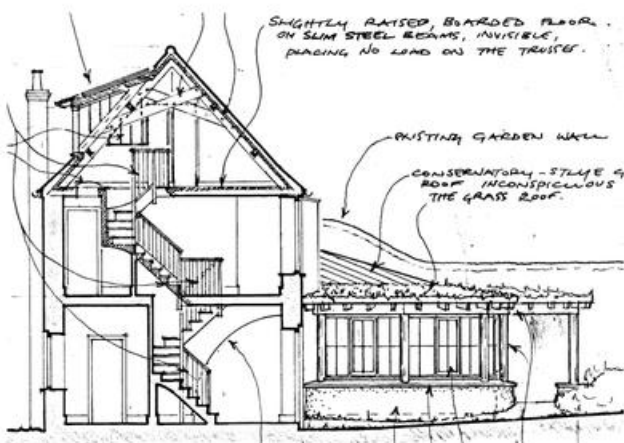 SLIGHTLY RAISED, BOARDED FLOOR.
ON SLIM STEEL BEAMS, INVISIBLE,
PLACING NO LOAD ON THE TRUSSES.
EXISTING GARDEN WALL
CONSERVATORY - STYLE G
ROOF INCONSPICUOUS
THE GRASS ROOF.